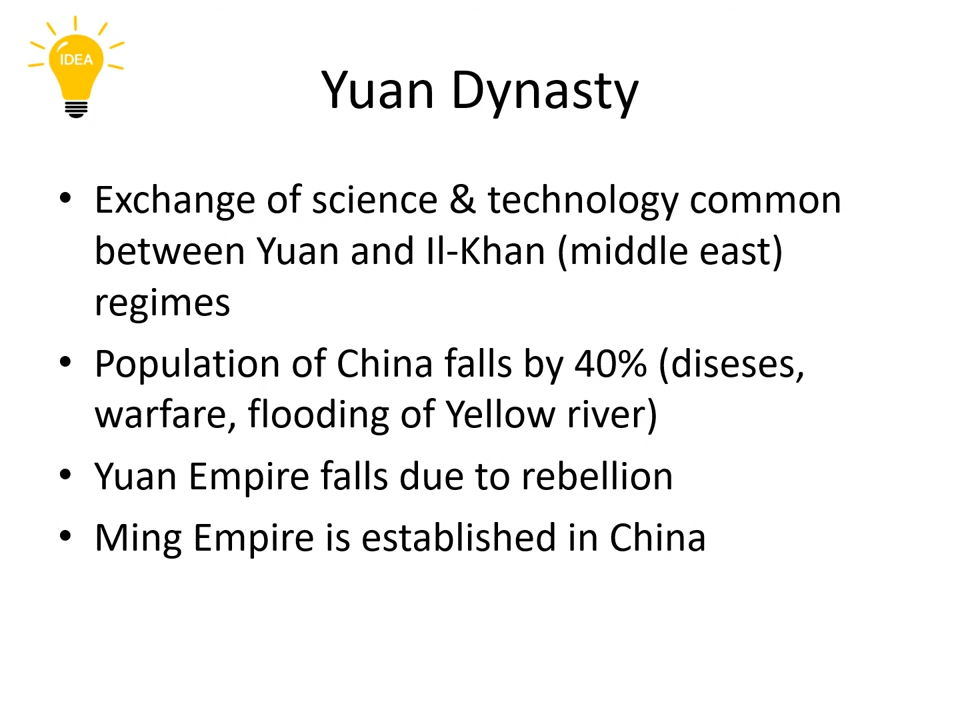 IDEA
Yuan Dynasty
• Exchange of science & technology common
between Yuan and Il-Khan (middle east)
regimes
• Population of China falls by 40% (diseses,
warfare, flooding of Yellow river)
• Yuan Empire falls due to rebellion
• Ming Empire is established in China